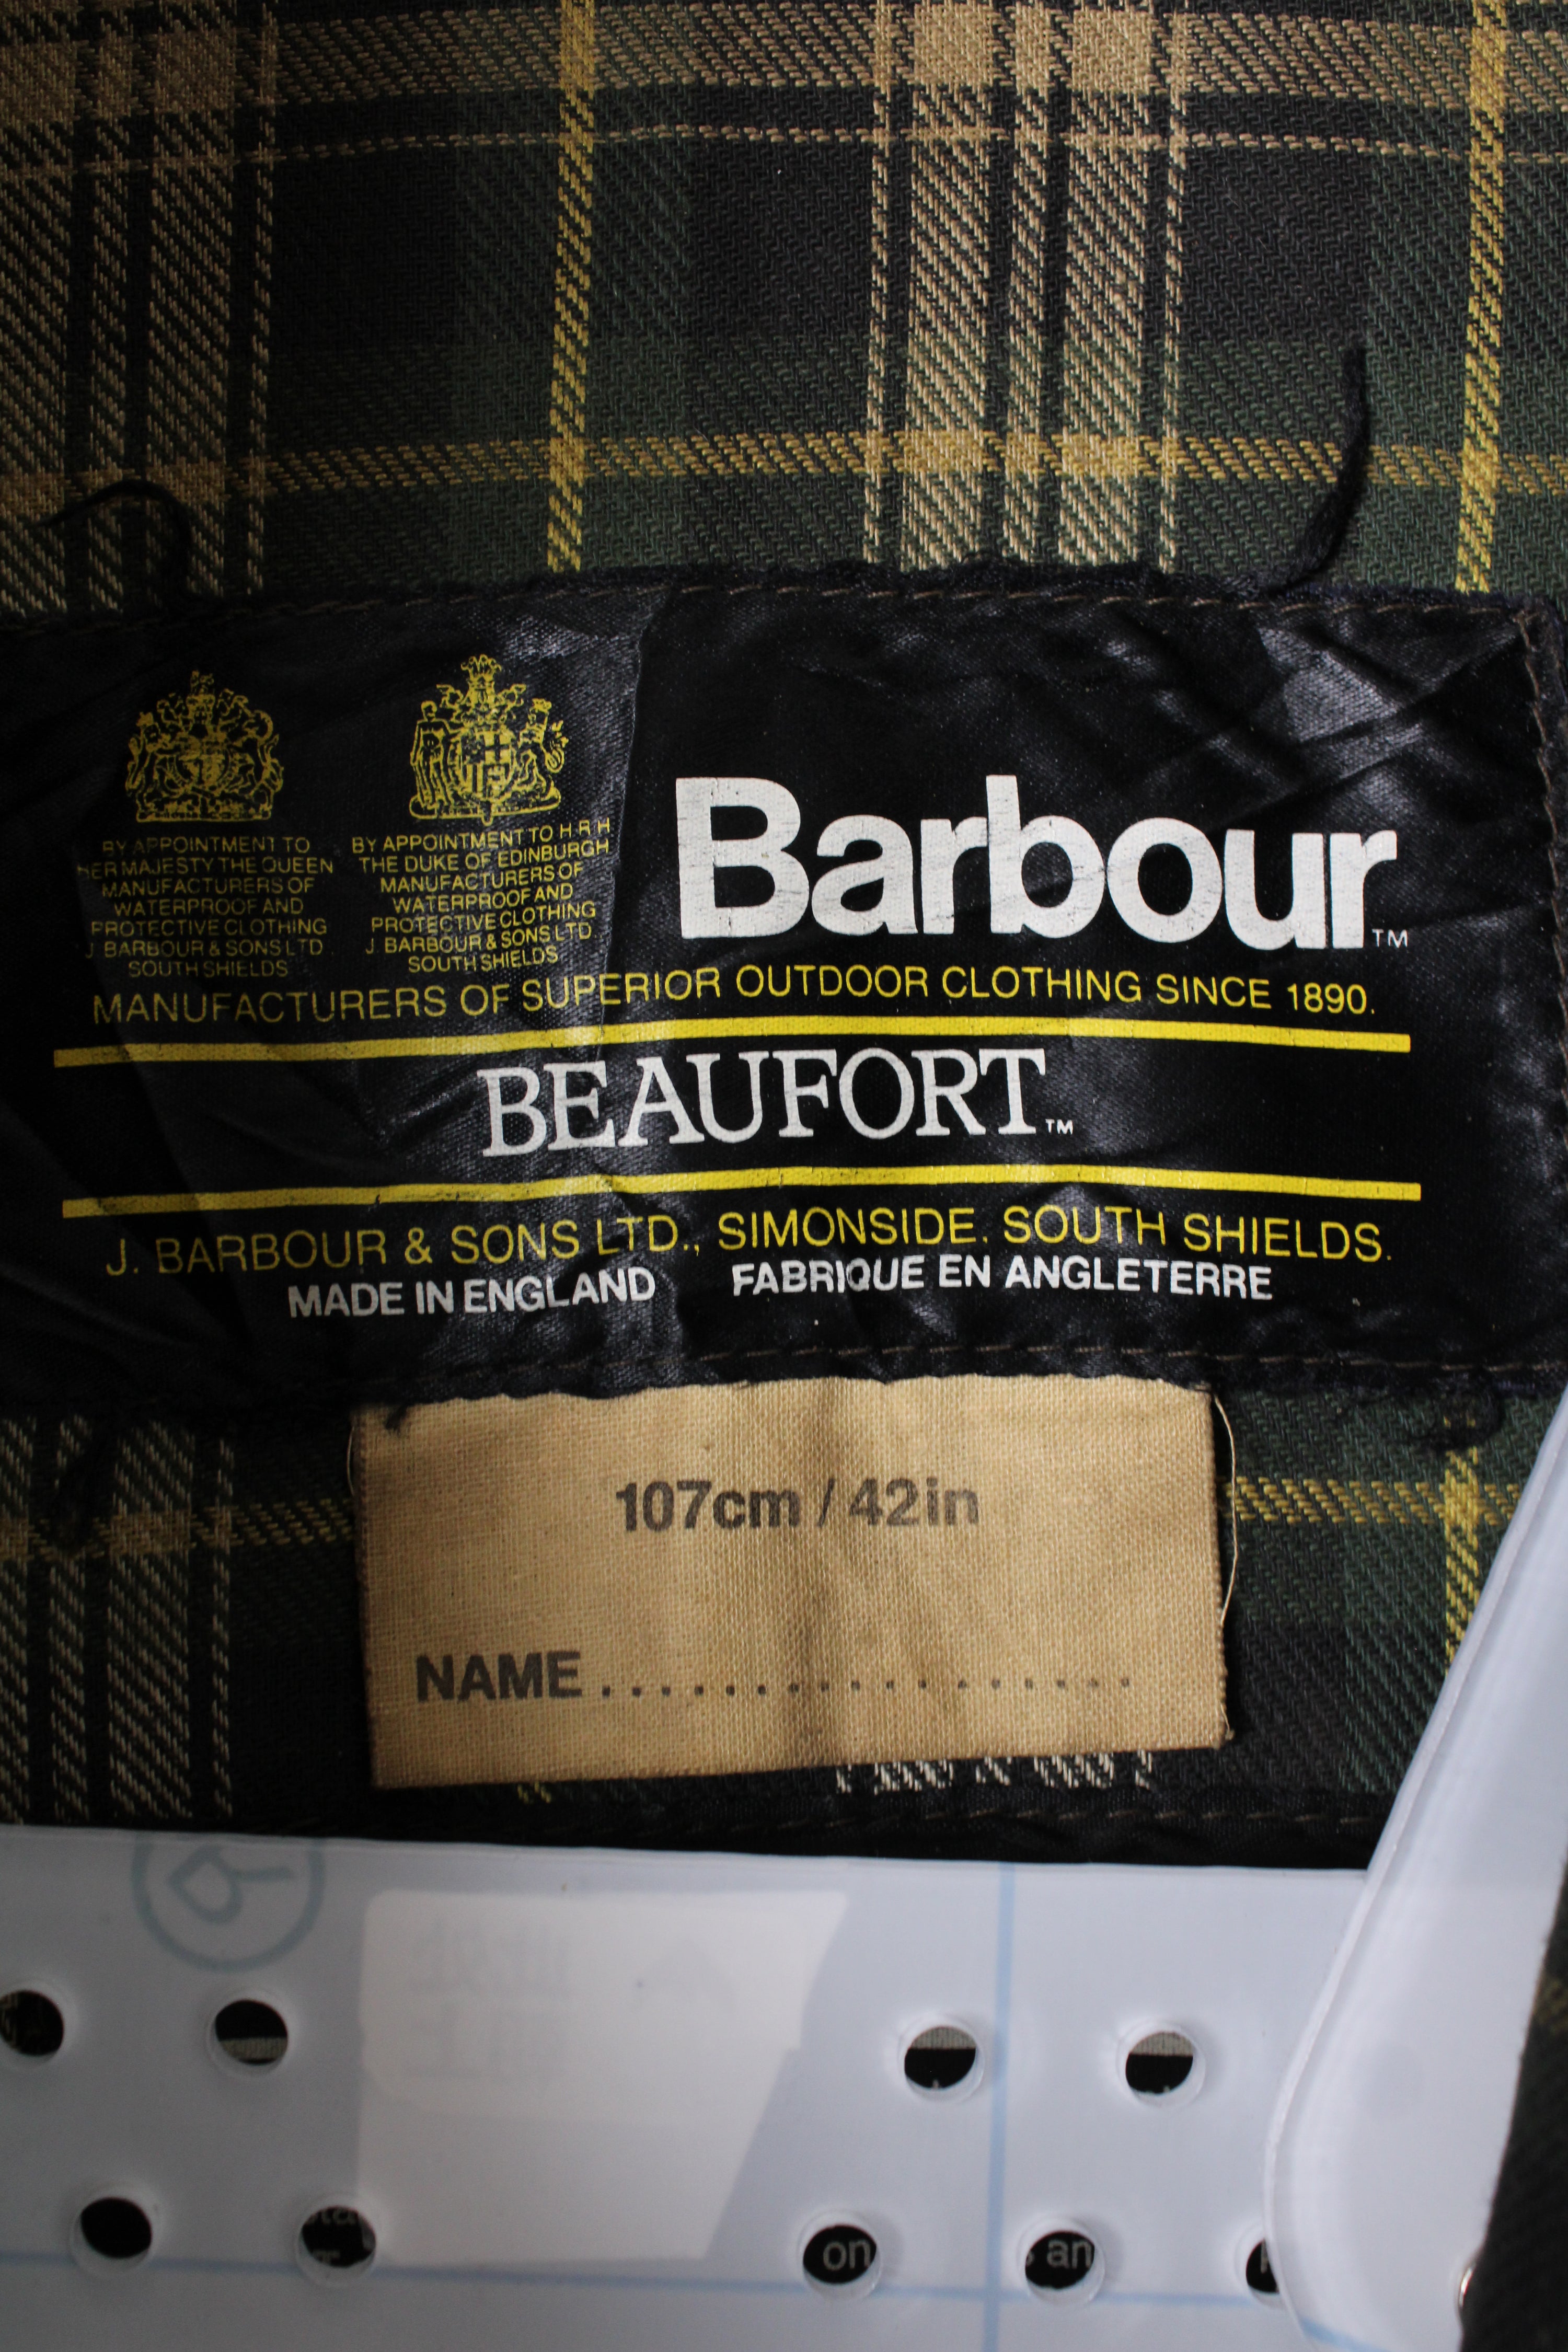 BY APPOINTMENT TO
HER MAJESTY THE QUEEN
MANUFACTURERS OF
WATERPROOF AND
PROTECTIVE CLOTHING
J BARBOUR & SONS LTD
SOUTH SHIELDS
BY APPOINTMENT TO H R H
THE DUKE OF EDINBURGH
MANUFACTURERS OF
WATERPROOF AND
PROTECTIVE CLOTHING
J BARBOUR & SONS LTD
SOUTH SHIELDS
Barbour™
MANUFACTURERS OF SUPERIOR OUTDOOR CLOTHING SINCE 1890.
BEAUFORT™
J. BARBOUR & SONS LTD., SIMONSIDE. SOUTH SHIELDS.
MADE IN ENGLAND FABRIQUE EN ANGLETERRE
107cm / 42in
NAME...................
on an